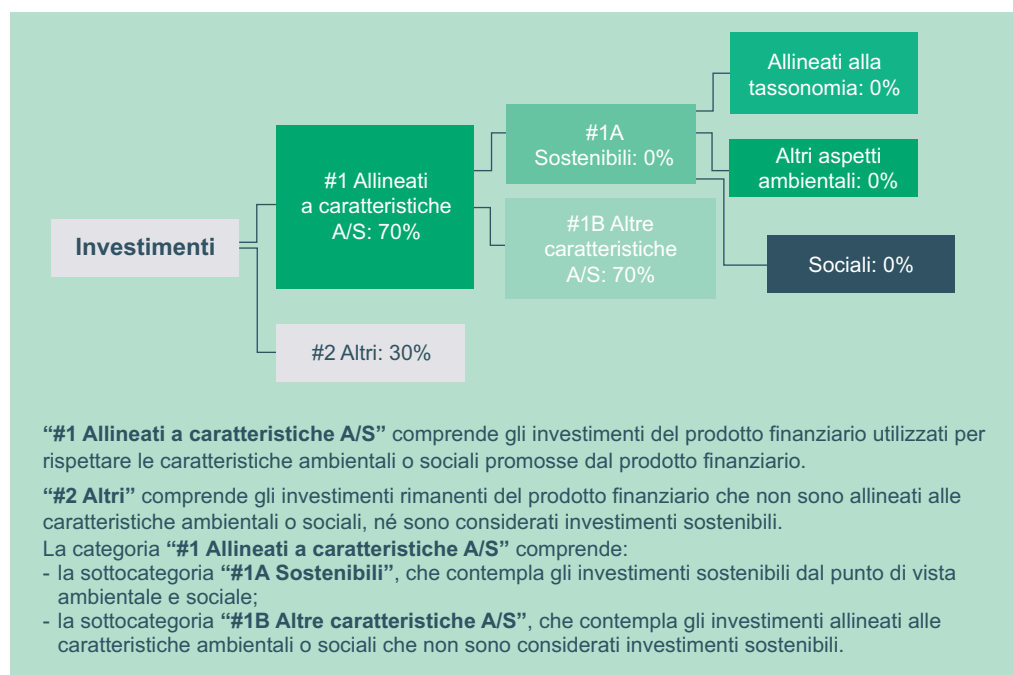 Investimenti
#1 Allineati
a caratteristiche
A/S: 70%
#2 Altri: 30%
#1A
Sostenibili: 0%
#1B Altre
caratteristiche
A/S: 70%
Allineati alla
tassonomia: 0%
Altri aspetti
ambientali: 0%
Sociali: 0%
“#1 Allineati a caratteristiche A/S” comprende gli investimenti del prodotto finanziario utilizzati per
rispettare le caratteristiche ambientali o sociali promosse dal prodotto finanziario.
“#2 Altri” comprende gli investimenti rimanenti del prodotto finanziario che non sono allineati alle
caratteristiche ambientali o sociali, né sono considerati investimenti sostenibili.
La categoria “#1 Allineati a caratteristiche A/S” comprende:
- la sottocategoria “#1A Sostenibili”, che contempla gli investimenti sostenibili dal punto di vista
ambientale e sociale;
- la sottocategoria “#1B Altre caratteristiche A/S”, che contempla gli investimenti allineati alle
caratteristiche ambientali o sociali che non sono considerati investimenti sostenibili.